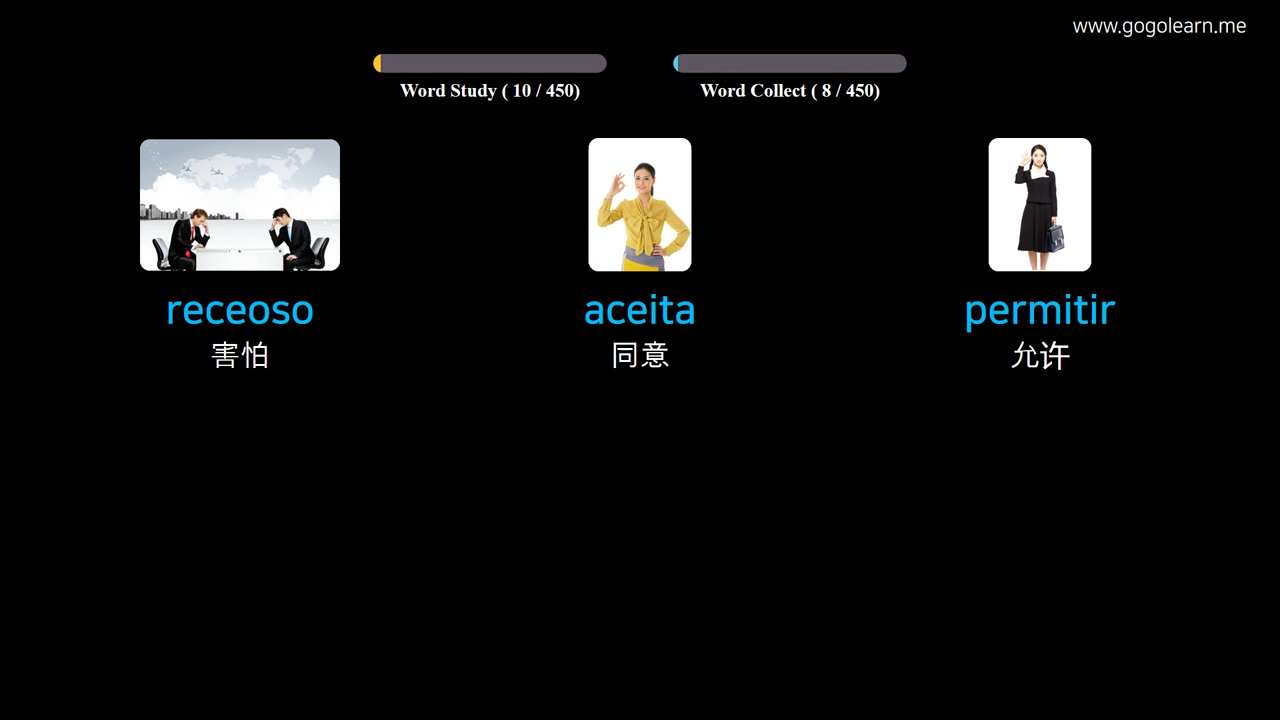 www.gogolearn.me
Word Study ( 10 / 450)
Word Collect ( 8 / 450)
receoso
aceita
permitir
害怕
同意
允许